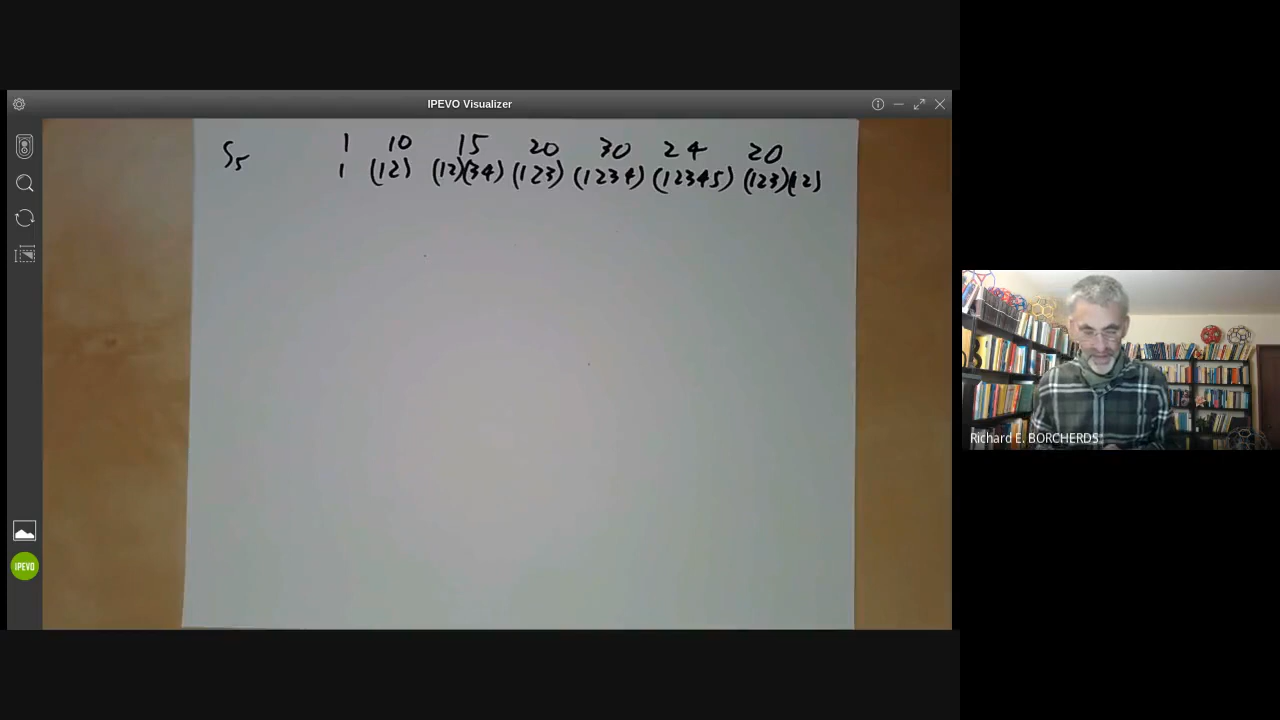 IPEVO Visualizer
S₅ 1 10 15 20 30 24 20
1 (12) (12)(34) (123) (1234) (12345) (123)(12)
IPEVO
Richard E. BORCHERDS